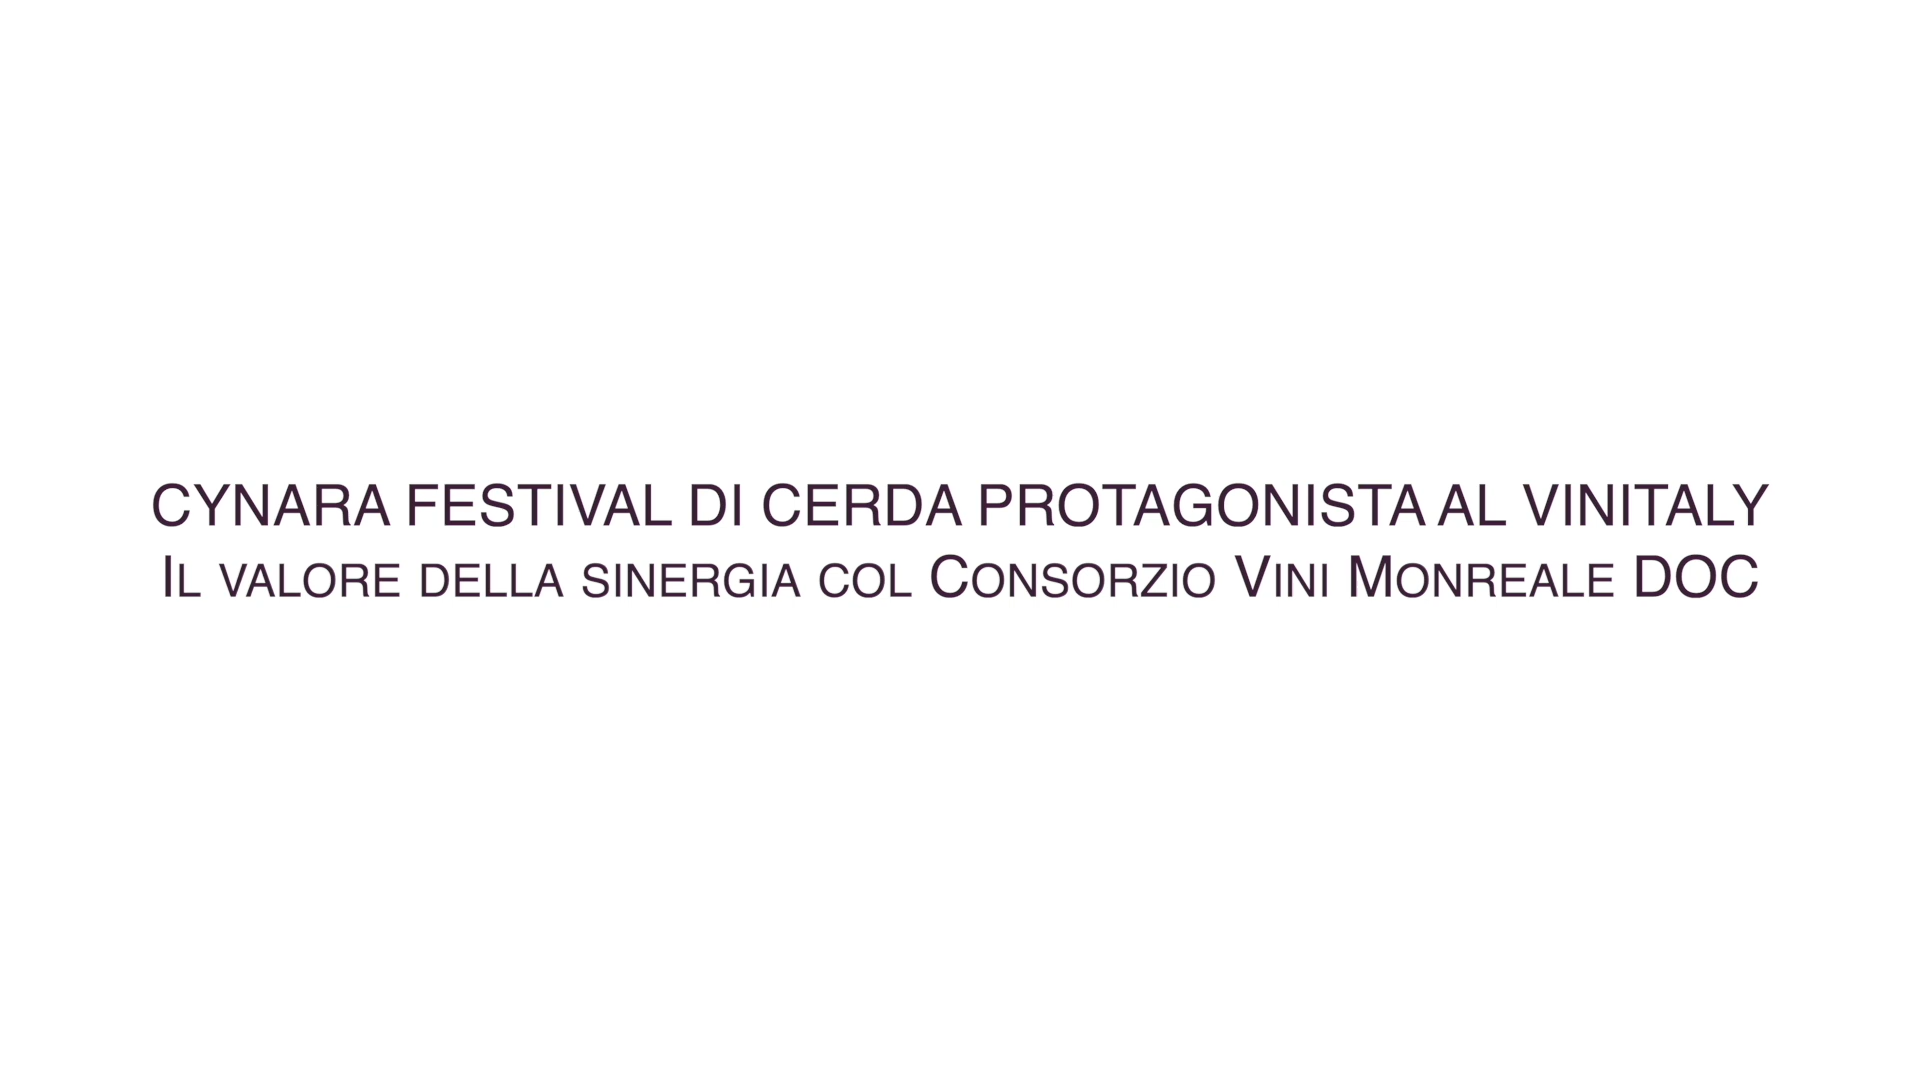 CYNARA FESTIVAL DI CERDA PROTAGONISTA AL VINITALY
Il valore della sinergia col Consorzio Vini Monreale DOC